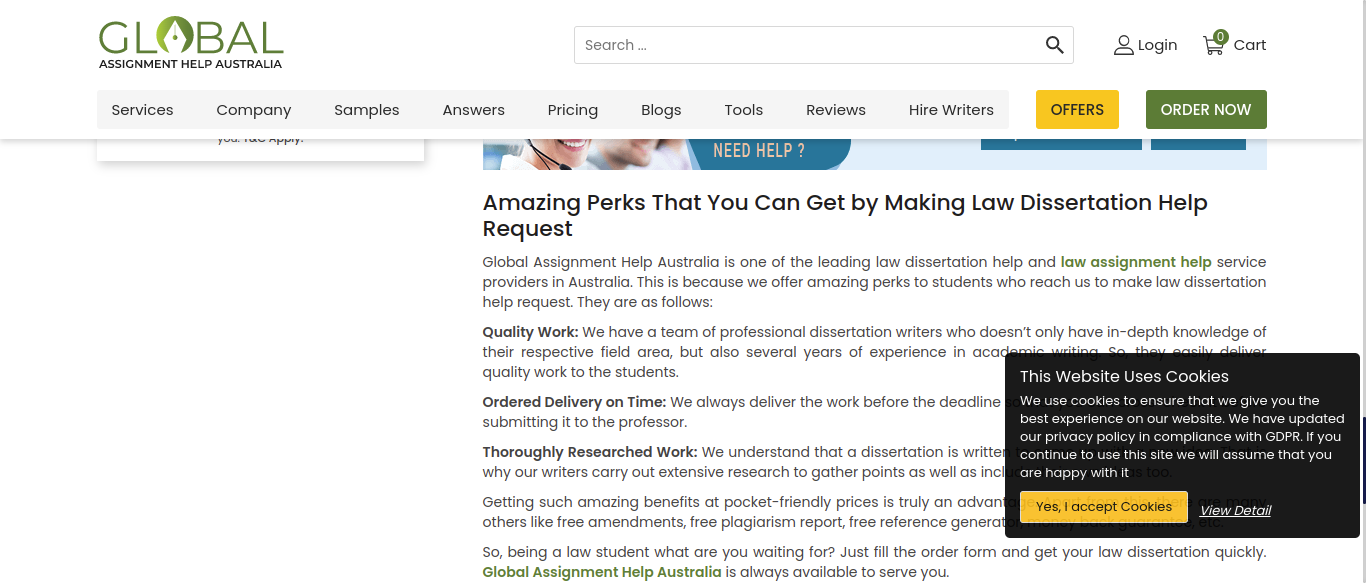 GLOBAL
ASSIGNMENT HELP AUSTRALIA
Search ...
Login
0
Cart
Services Company Samples Answers Pricing Blogs Tools Reviews Hire Writers OFFERS ORDER NOW
you. T&C Apply.
NEED HELP ?
Amazing Perks That You Can Get by Making Law Dissertation Help
Request
Global Assignment Help Australia is one of the leading law dissertation help and law assignment help service
providers in Australia. This is because we offer amazing perks to students who reach us to make law dissertation
help request. They are as follows:
Quality Work: We have a team of professional dissertation writers who doesn’t only have in-depth knowledge of
their respective field area, but also several years of experience in academic writing. So, they easily deliver
quality work to the students.
Ordered Delivery on Time: We always deliver the work before the deadline
submitting it to the professor.
Thoroughly Researched Work: We understand that a dissertation is written
why our writers carry out extensive research to gather points as well as too.
Getting such amazing benefits at pocket-friendly prices is truly an advantage. Apart from this, there are many
others like free amendments, free plagiarism report, free reference generator, money back guarantee, etc.
So, being a law student what are you waiting for? Just fill the order form and get your law dissertation quickly.
Global Assignment Help Australia is always available to serve you.
This Website Uses Cookies
We use cookies to ensure that we give you the
best experience on our website. We have updated
our privacy policy in compliance with GDPR. If you
continue to use this site we will assume that you
are happy with it
Yes, I accept Cookies
View Detail